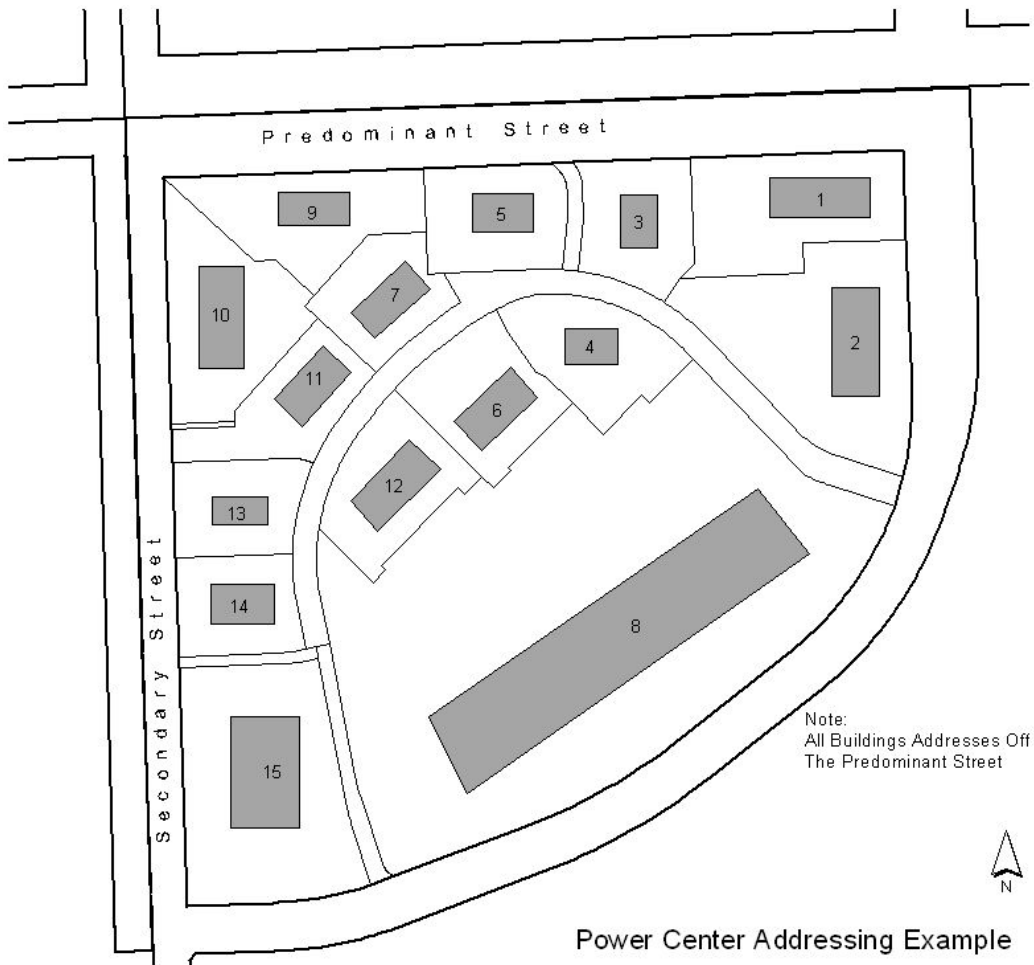 Predominant Street
1
9
5
3
7
10
2
4
11
6
12
13
Secondary Street
14
8
15
Note:
All Buildings Addresses Off
The Predominant Street
N
Power Center Addressing Example